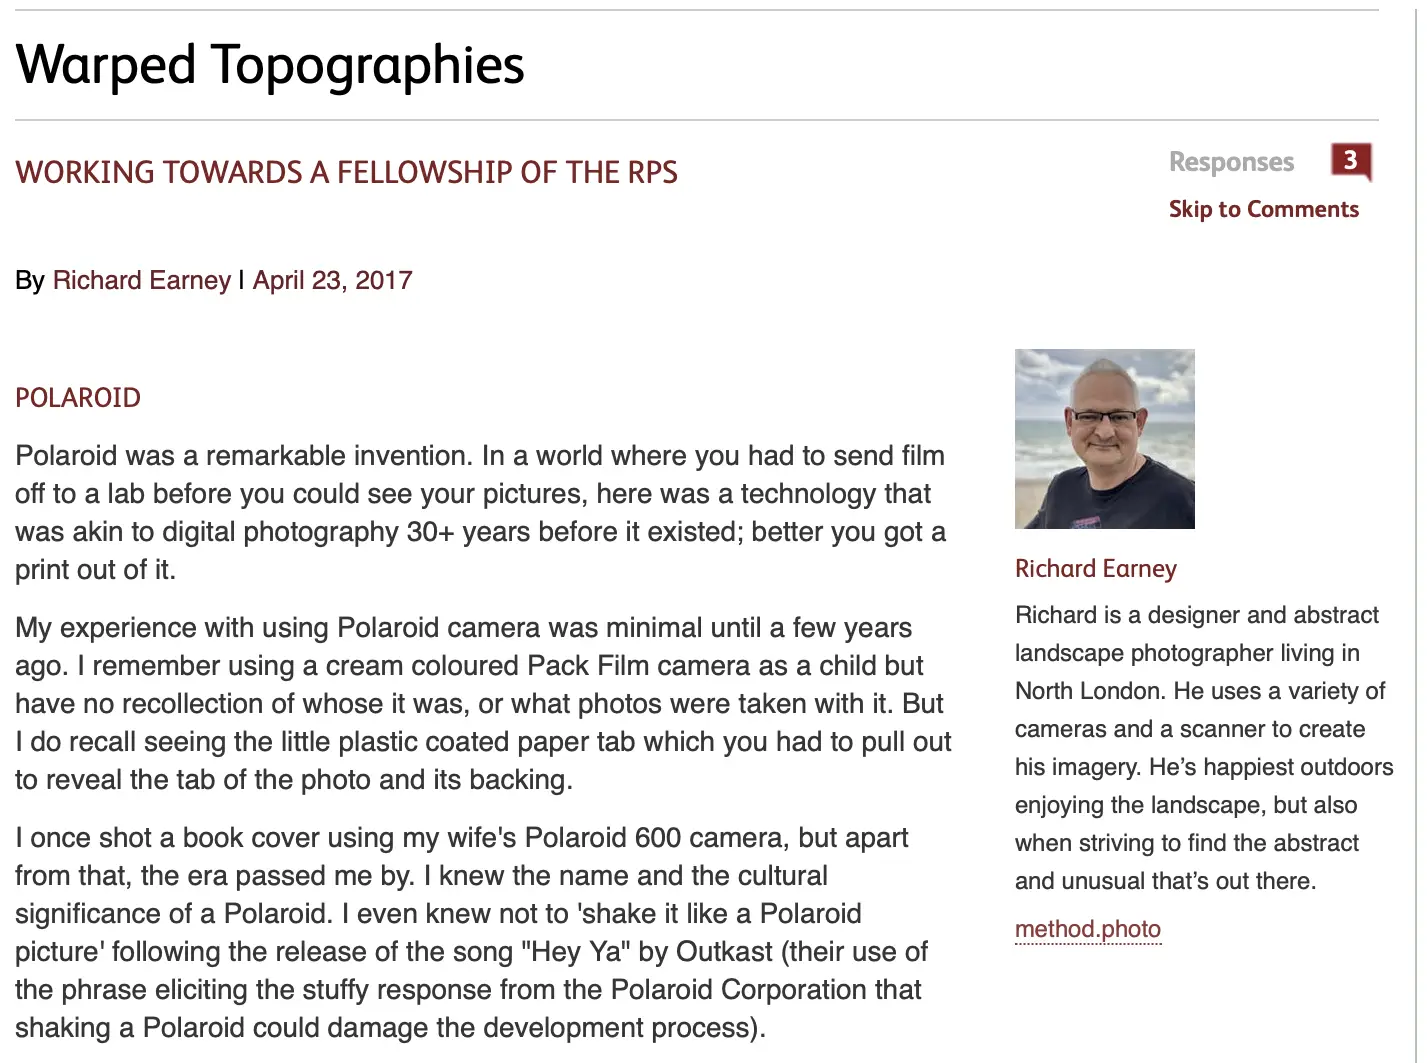 Warped Topographies
WORKING TOWARDS A FELLOWSHIP OF THE RPS
Responses 3
Skip to Comments
By Richard Earney | April 23, 2017
POLAROID
Polaroid was a remarkable invention. In a world where you had to send film
off to a lab before you could see your pictures, here was a technology that
was akin to digital photography 30+ years before it existed; better you got a
print out of it.
My experience with using Polaroid camera was minimal until a few years
ago. I remember using a cream coloured Pack Film camera as a child but
have no recollection of whose it was, or what photos were taken with it. But
I do recall seeing the little plastic coated paper tab which you had to pull out
to reveal the tab of the photo and its backing.
I once shot a book cover using my wife's Polaroid 600 camera, but apart
from that, the era passed me by. I knew the name and the cultural
significance of a Polaroid. I even knew not to 'shake it like a Polaroid
picture' following the release of the song "Hey Ya" by Outkast (their use of
the phrase eliciting the stuffy response from the Polaroid Corporation that
shaking a Polaroid could damage the development process).
Richard Earney
Richard is a designer and abstract
landscape photographer living in
North London. He uses a variety of
cameras and a scanner to create
his imagery. He’s happiest outdoors
enjoying the landscape, but also
when striving to find the abstract
and unusual that’s out there.
method.photo